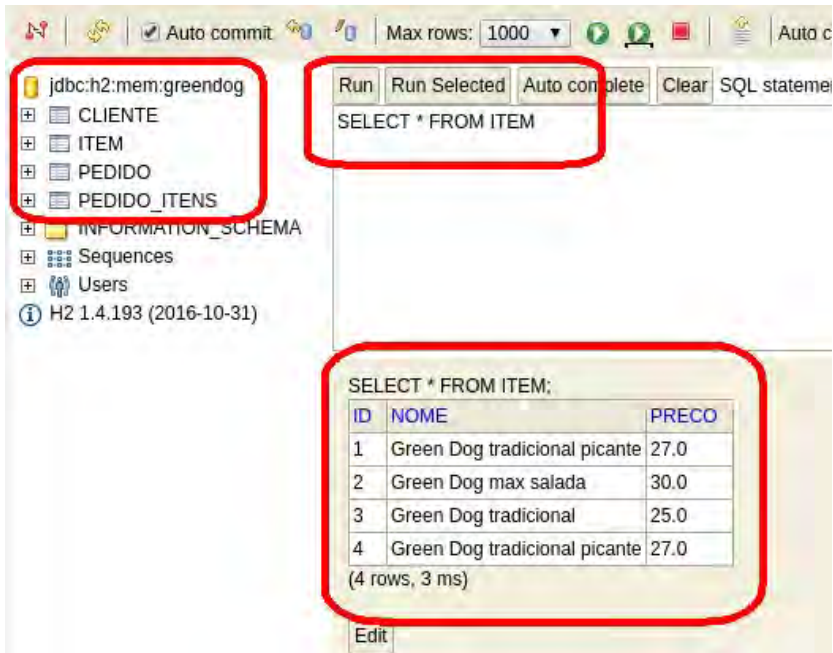 Auto commit Max rows: 1000 Auto c
jdbc:h2:mem:greendog
CLIENTE
ITEM
PEDIDO
PEDIDO_ITENS
INFORMATION_SCHEMA
Sequences
Users
H2 1.4.193 (2016-10-31)
Run Run Selected Auto complete Clear SQL statemen
SELECT * FROM ITEM
SELECT * FROM ITEM;
ID NOME PRECO
1 Green Dog tradicional picante 27.0
2 Green Dog max salada 30.0
3 Green Dog tradicional 25.0
4 Green Dog tradicional picante 27.0
(4 rows, 3 ms)
Edit